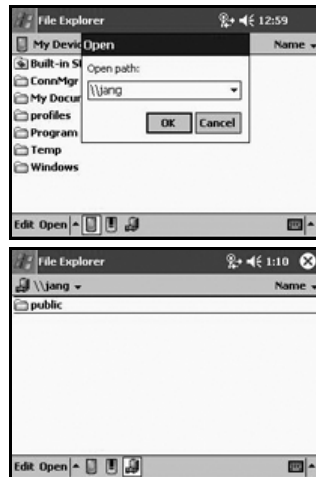 File Explorer 12:59
My Devic Name
Open
Built-in St
Open path:
ConnMgr
\\jang
My Docur
profiles
OK Cancel
Program
Temp
Windows
Edit Open
File Explorer 1:10
\\jang Name
public
Edit Open